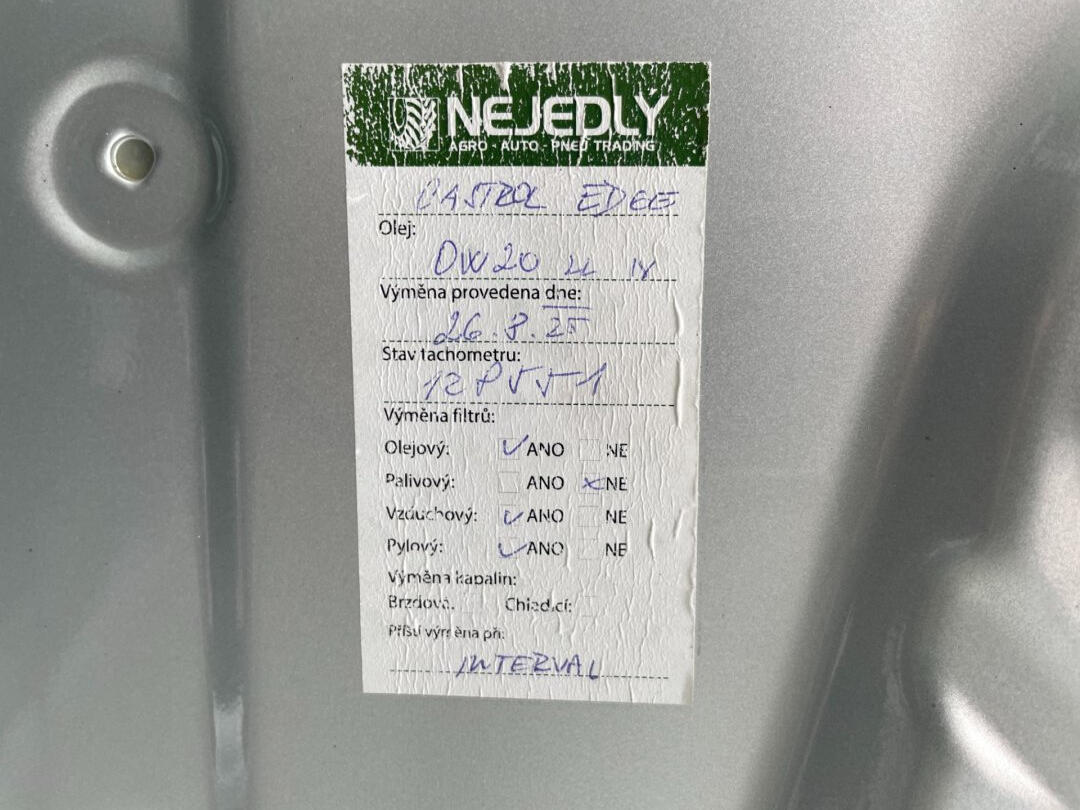 NEJEDLÝ
AGRO - AUTO - PNEU TRADING
CASTROL EDGE
Olej:
0W20 LL IV
Výměna provedena dne:
26.8.25
Stav tachometru:
Výměna filtrů:
Olejový: ANO NE
Palivový: ANO NE
Vzduchový: ANO NE
Pylový: ANO NE
Výměna kapalin:
Brzdová: Chladící:
Příští výměna při:
INTERVAL